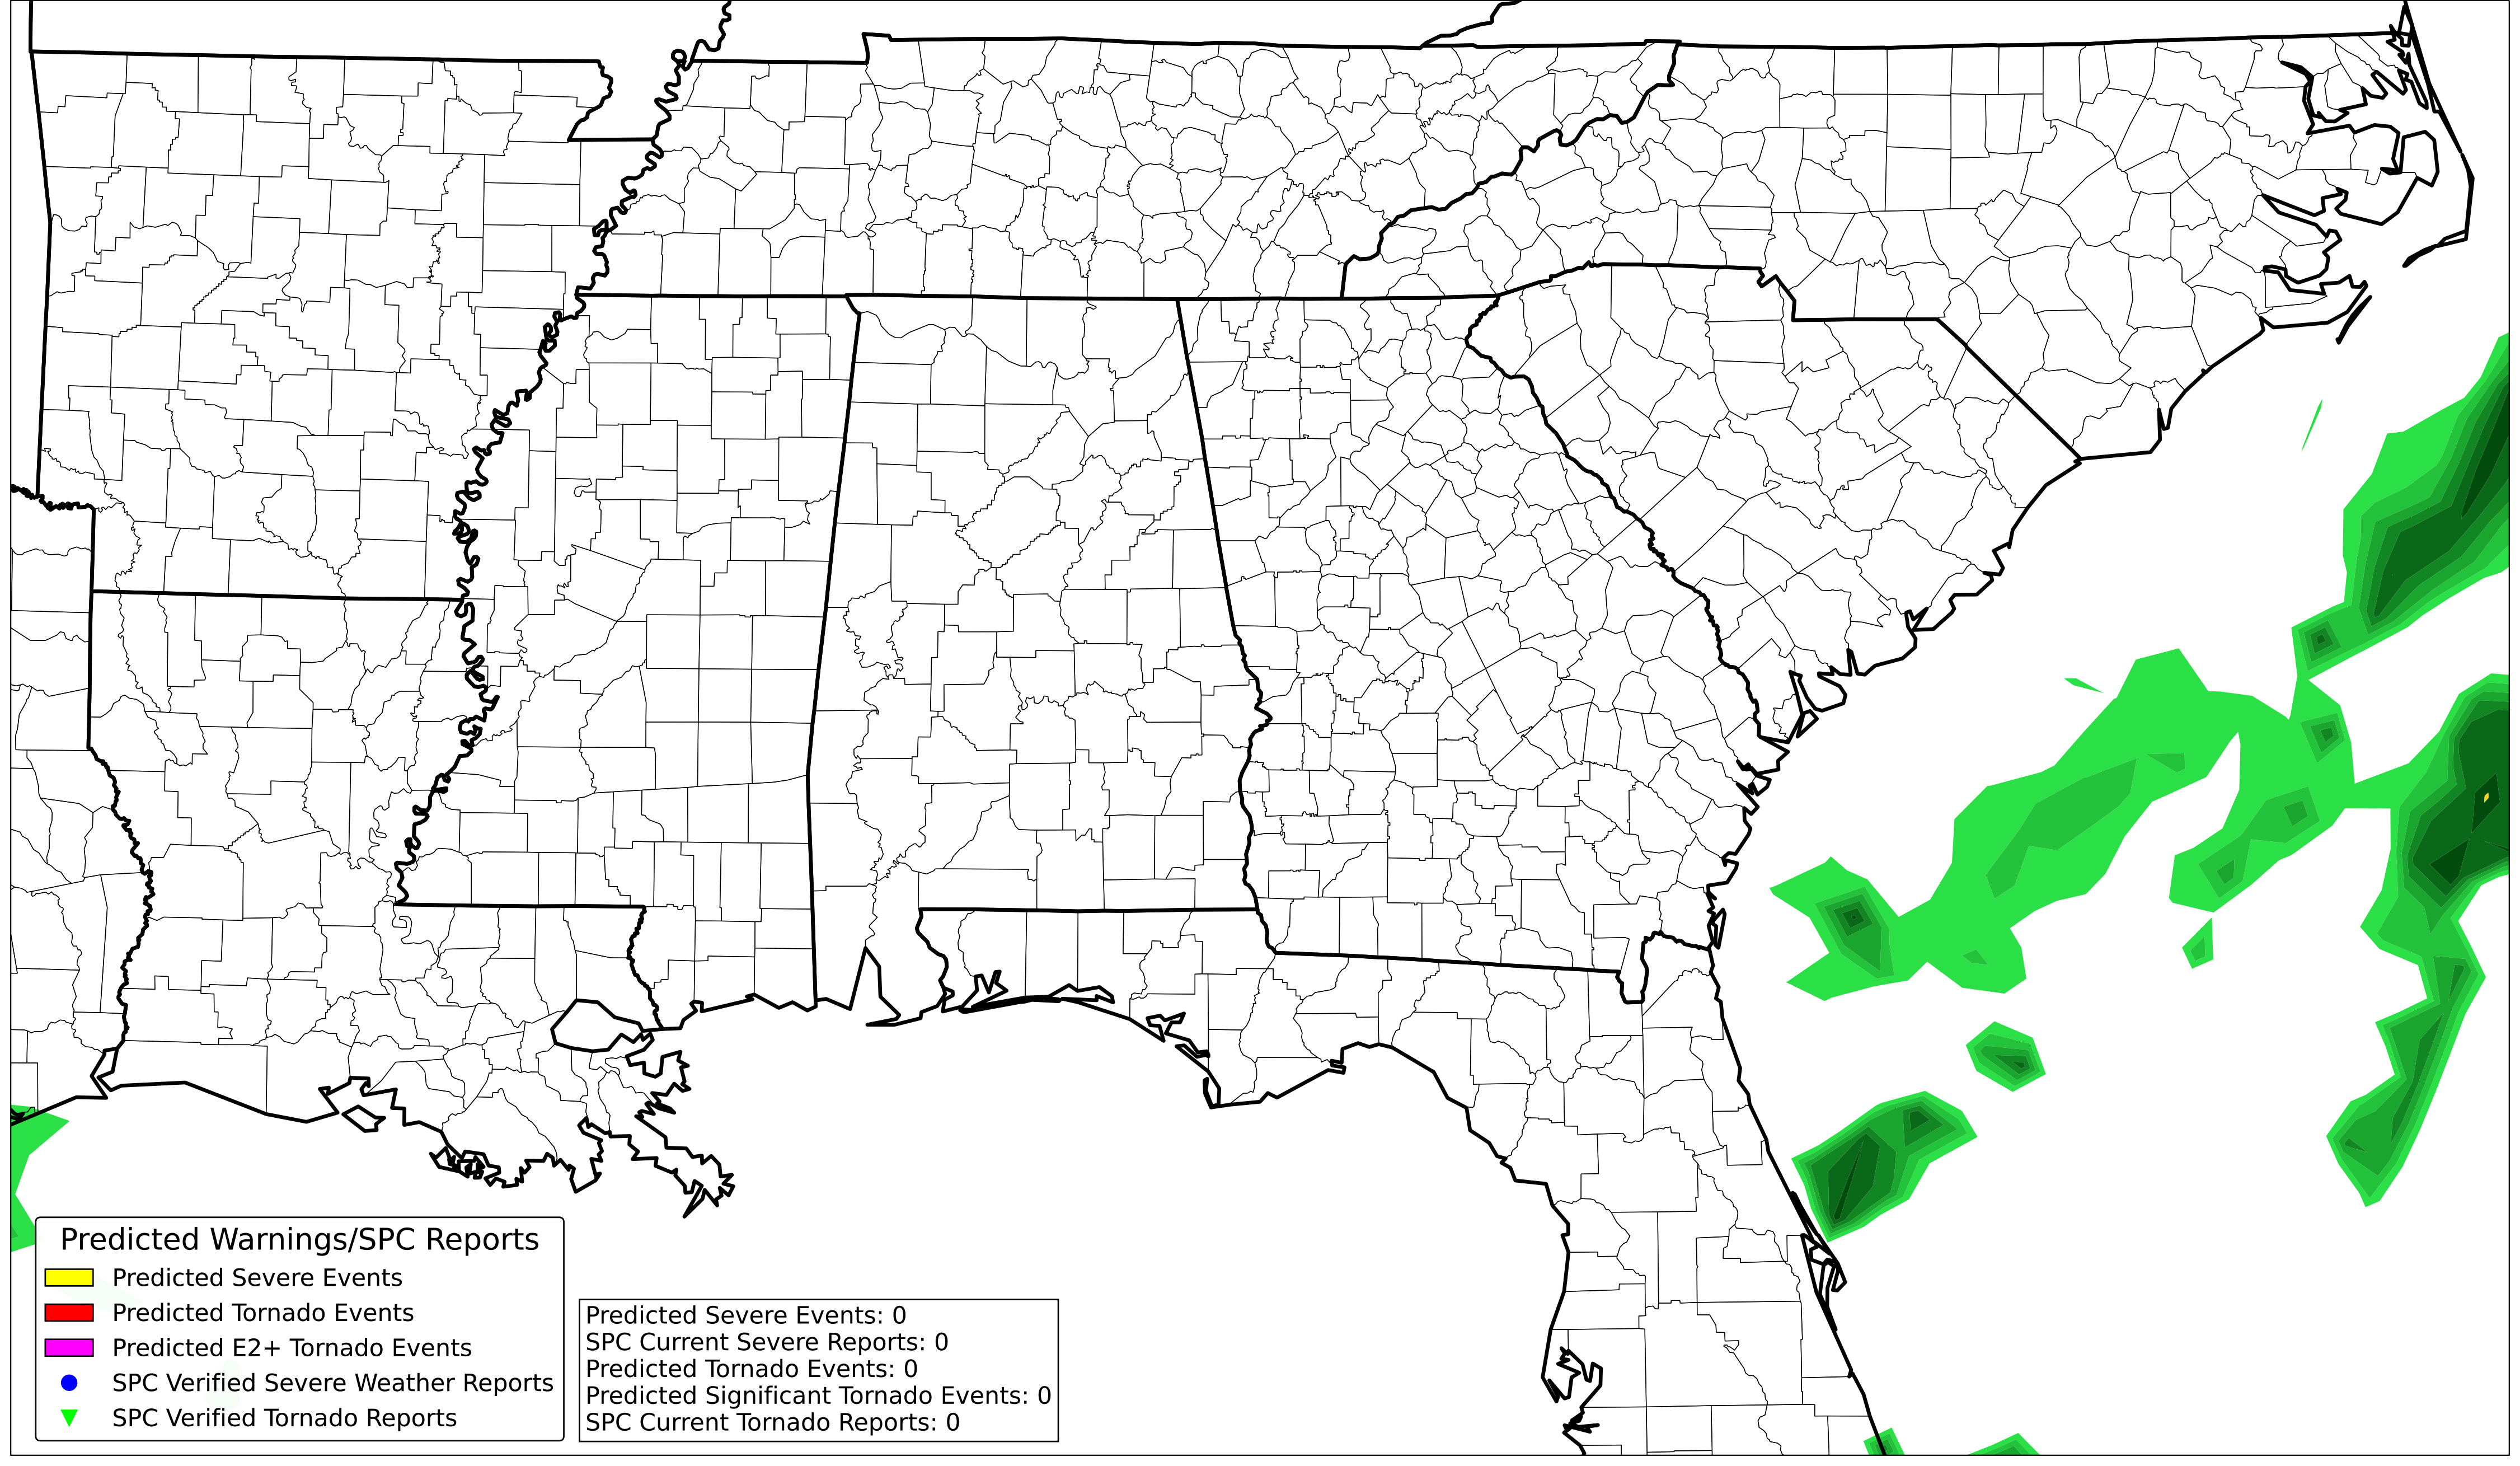 Predicted Warnings/SPC Reports
Predicted Severe Events
Predicted Tornado Events
Predicted E2+ Tornado Events
SPC Verified Severe Weather Reports
SPC Verified Tornado Reports
Predicted Severe Events: 0
SPC Current Severe Reports: 0
Predicted Tornado Events: 0
Predicted Significant Tornado Events: 0
SPC Current Tornado Reports: 0